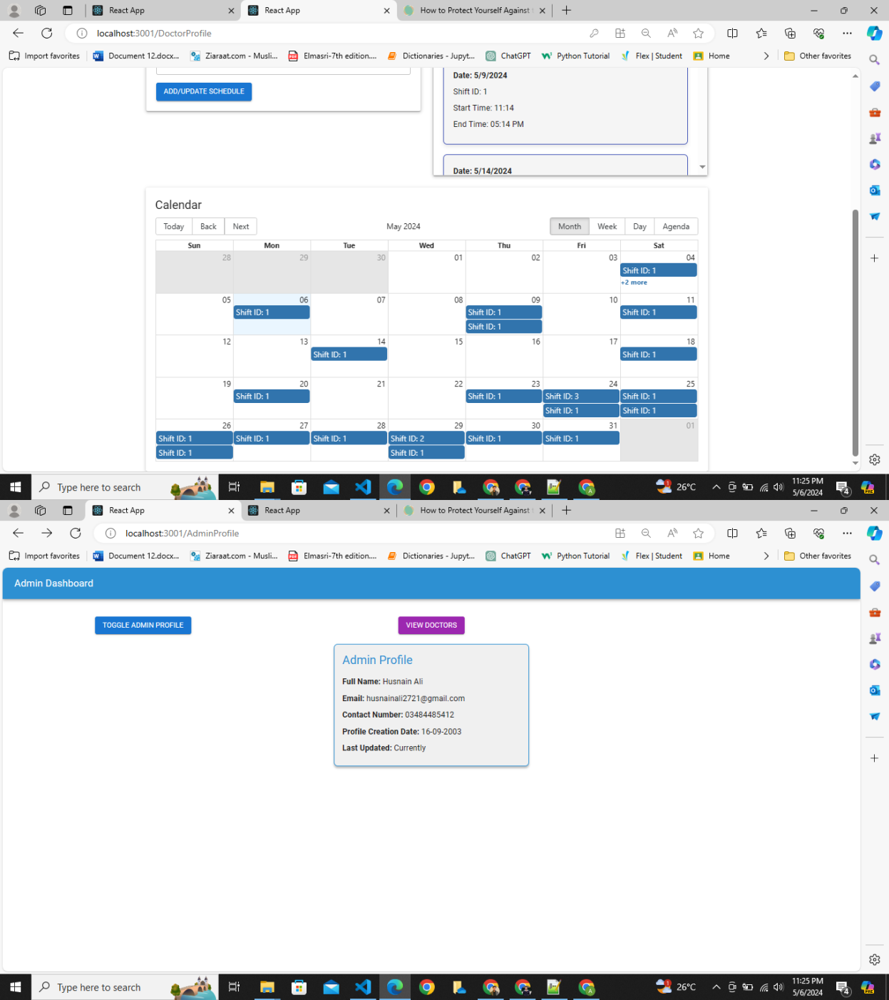 React App
React App
How to Protect Yourself Against
localhost:3001/DoctorProfile
Import favorites
Document 12.docx...
Ziaraat.com - Musli...
Elmasri-7th edition....
Dictionaries - Jupyt...
ChatGPT
Python Tutorial
Flex | Student
Home
Other favorites
ADD/UPDATE SCHEDULE
Date: 5/9/2024
Shift ID: 1
Start Time: 11:14
End Time: 05:14 PM
Date: 5/14/2024
Calendar
Today Back Next
May 2024
Month Week Day Agenda
Sun Mon Tue Wed Thu Fri Sat
28 29 30 01 02 03 04
Shift ID: 1
+2 more
05 06 07 08 09 10 11
Shift ID: 1 Shift ID: 1 Shift ID: 1
Shift ID: 1
12 13 14 15 16 17 18
Shift ID: 1 Shift ID: 1
19 20 21 22 23 24 25
Shift ID: 1 Shift ID: 1 Shift ID: 3 Shift ID: 1
Shift ID: 1 Shift ID: 1
26 27 28 29 30 31 01
Shift ID: 1 Shift ID: 1 Shift ID: 1 Shift ID: 2 Shift ID: 1 Shift ID: 1
Shift ID: 1 Shift ID: 1
Type here to search
26°C
11:25 PM
5/6/2024
4
React App
React App
How to Protect Yourself Against
localhost:3001/AdminProfile
Import favorites
Document 12.docx...
Ziaraat.com - Musli...
Elmasri-7th edition....
Dictionaries - Jupyt...
ChatGPT
Python Tutorial
Flex | Student
Home
Other favorites
Admin Dashboard
TOGGLE ADMIN PROFILE
VIEW DOCTORS
Admin Profile
Full Name: Husnain Ali
Email: husnainali2721@gmail.com
Contact Number: 03484485412
Profile Creation Date: 16-09-2003
Last Updated: Currently
Type here to search
26°C
11:25 PM
5/6/2024
4